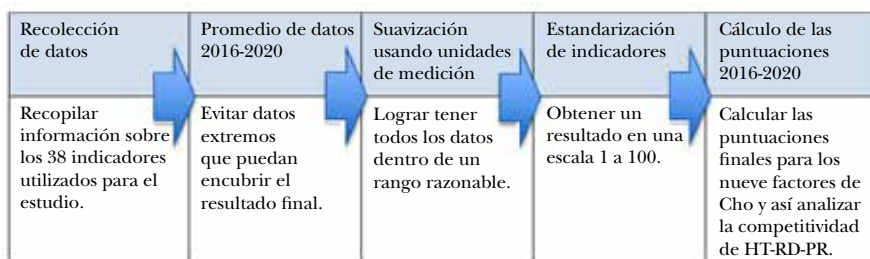 Recolección
de datos
Recopilar
información sobre
los 38 indicadores
utilizados para el
estudio.
Promedio de datos
2016-2020
Evitar datos
extremos
que puedan
encubrir el
resultado final.
Suavización
usando unidades
de medición
Lograr tener
todos los datos
dentro de un
rango razonable.
Estandarización
de indicadores
Obtener un
resultado en una
escala 1 a 100.
Cálculo de las
puntuaciones
2016-2020
Calcular las
puntuaciones
finales para los
nueve factores de
Cho y así analizar
la competitividad
de HT-RD-PR.